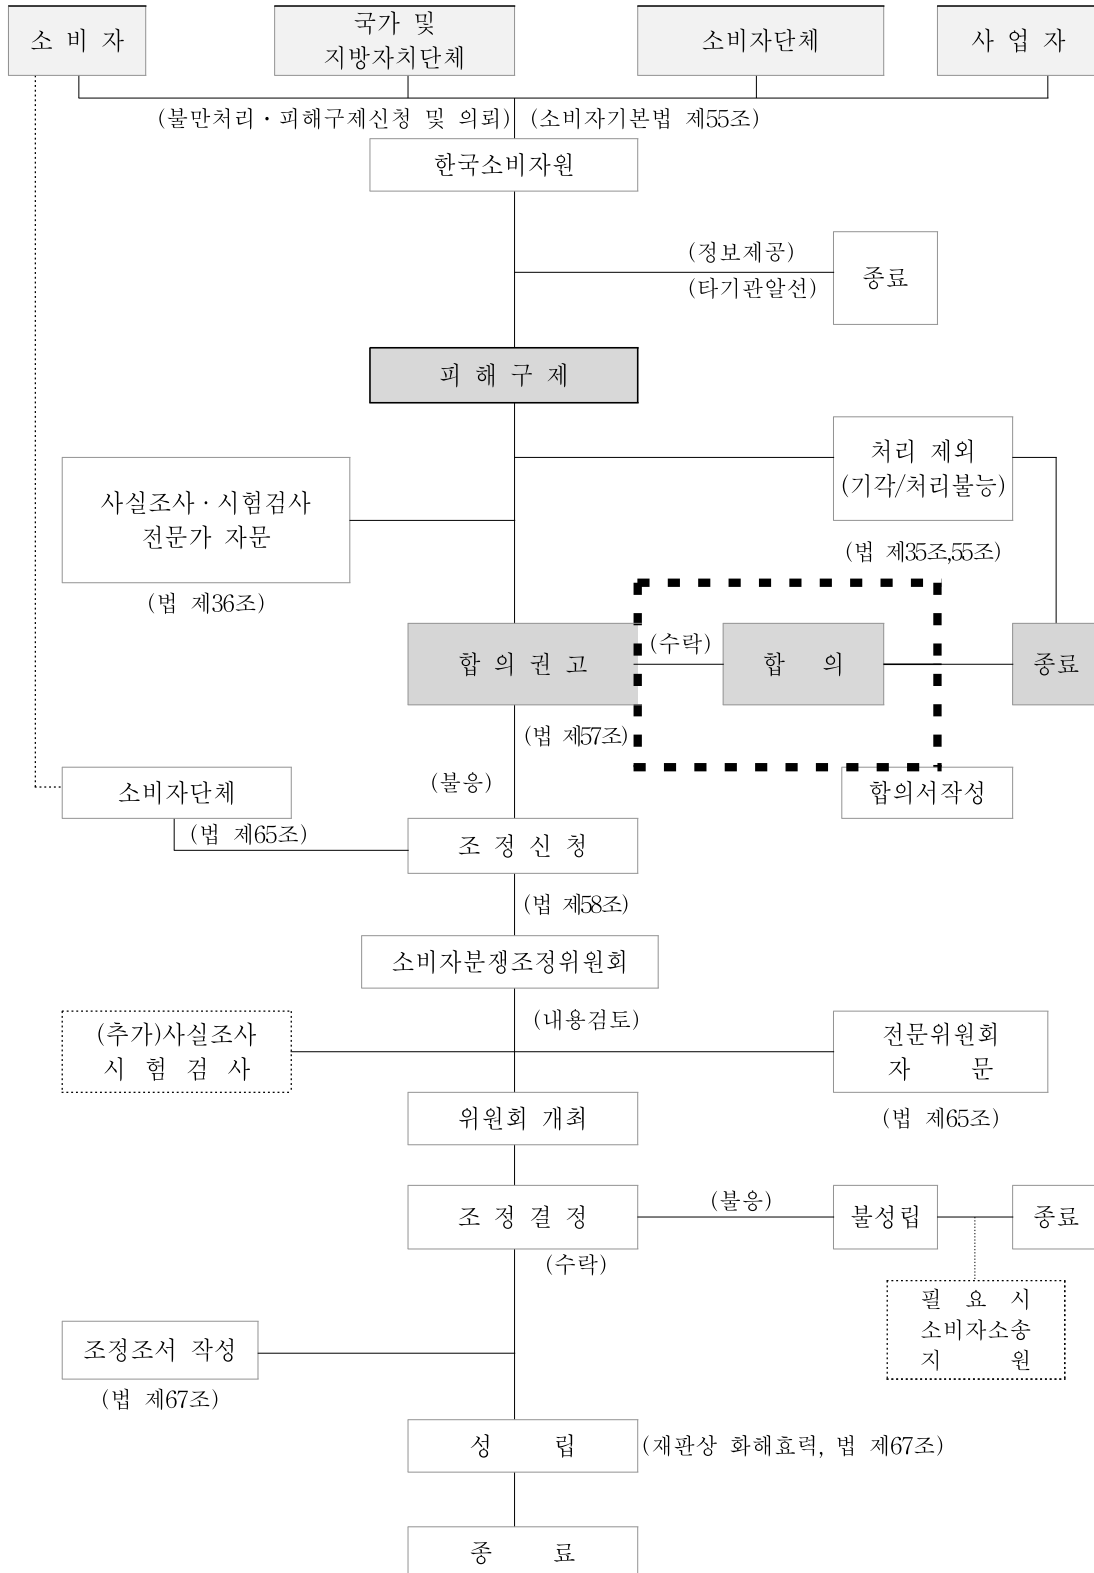 소 비 자
국가 및
지방자치단체
소비자단체
사 업 자
(불만처리·피해구제신청 및 의뢰) (소비자기본법 제55조)
한국소비자원
(정보제공)
(타기관알선)
종료
피 해 구 제
처리 제외
(기각/처리불능)
사실조사·시험검사
전문가 자문
(법 제35조,55조)
(법 제36조)
합 의 권 고
(수락)
합 의
종료
(법 제57조)
(불응)
소비자단체
합의서작성
(법 제65조)
조 정 신 청
(법 제58조)
소비자분쟁조정위원회
(내용검토)
(추가)사실조사
시 험 검 사
전문위원회
자 문
위원회 개최
(법 제65조)
조 정 결 정
(불응)
불성립
종료
(수락)
필 요 시
소비자소송
지 원
조정조서 작성
(법 제67조)
성 립
(재판상 화해효력, 법 제67조)
종 료